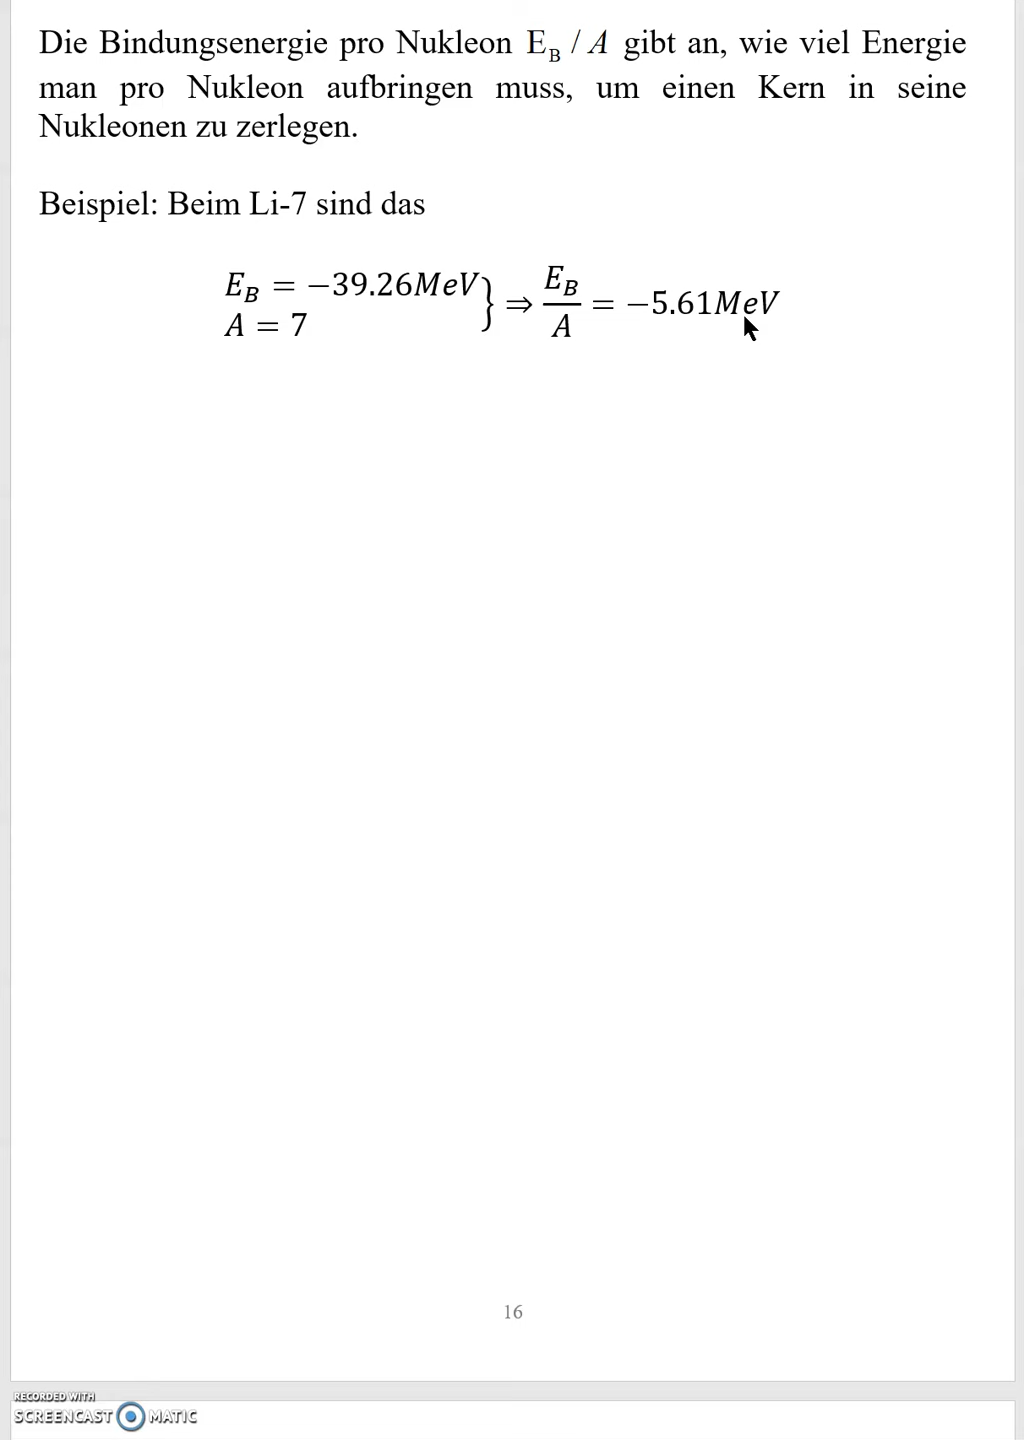 Die Bindungsenergie pro Nukleon E_B / A gibt an, wie viel Energie
man pro Nukleon aufbringen muss, um einen Kern in seine
Nukleonen zu zerlegen.
Beispiel: Beim Li-7 sind das
E_B = −39.26MeV
A = 7
} ⇒ E_B/A = −5.61MeV
16
RECORDED WITH
SCREENCAST MATIC